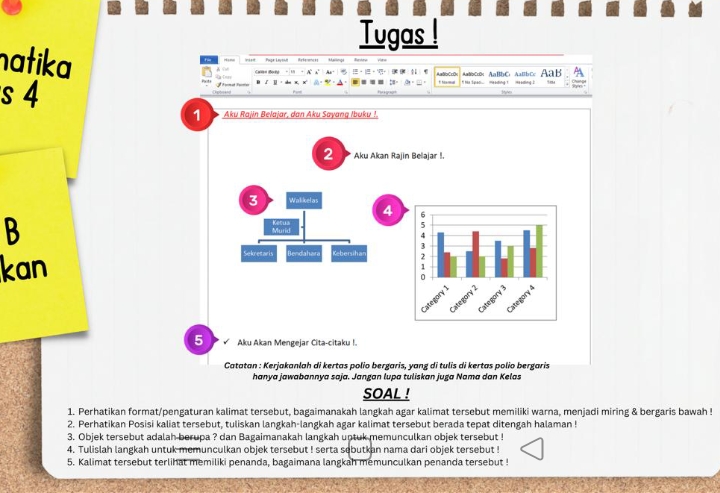 Tugas !
natika
s 4
B
kan
File Home Insert Page Layout References Mailings Review View
Paste Cut Copy Format Painter
Calibri (Body) 11
AaBbCcDc AaBbCcDc AaBbC AaBbCc AaB
¶ Normal ¶ No Spaci... Heading 1 Heading 2 Title Change Styles
Clipboard Font Paragraph Styles
1 Aku Rajin Belajar, dan Aku Sayang Ibuku !.
2 Aku Akan Rajin Belajar !.
3
Walikelas
Ketua Murid
Sekretaris Bendahara Kebersihan
4
6
5
4
3
2
1
0
Category 1 Category 2 Category 3 Category 4
5 ✓ Aku Akan Mengejar Cita-citaku !.
Catatan : Kerjakanlah di kertas polio bergaris, yang di tulis di kertas polio bergaris
hanya jawabannya saja. Jangan lupa tuliskan juga Nama dan Kelas
SOAL !
1. Perhatikan format/pengaturan kalimat tersebut, bagaimanakah langkah agar kalimat tersebut memiliki warna, menjadi miring & bergaris bawah !
2. Perhatikan Posisi kaliat tersebut, tuliskan langkah-langkah agar kalimat tersebut berada tepat ditengah halaman !
3. Objek tersebut adalah berupa ? dan Bagaimanakah langkah untuk memunculkan objek tersebut !
4. Tulislah langkah untuk memunculkan objek tersebut ! serta sebutkan nama dari objek tersebut !
5. Kalimat tersebut terlihat memiliki penanda, bagaimana langkah memunculkan penanda tersebut !